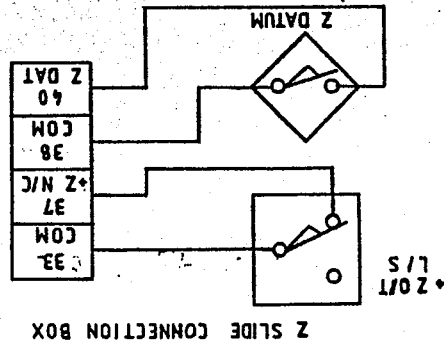 Z SLIDE CONNECTION BOX
+Z O/T
L/S
33
COM
37
+Z N/C
38
COM
40
Z DAT
Z DATUM